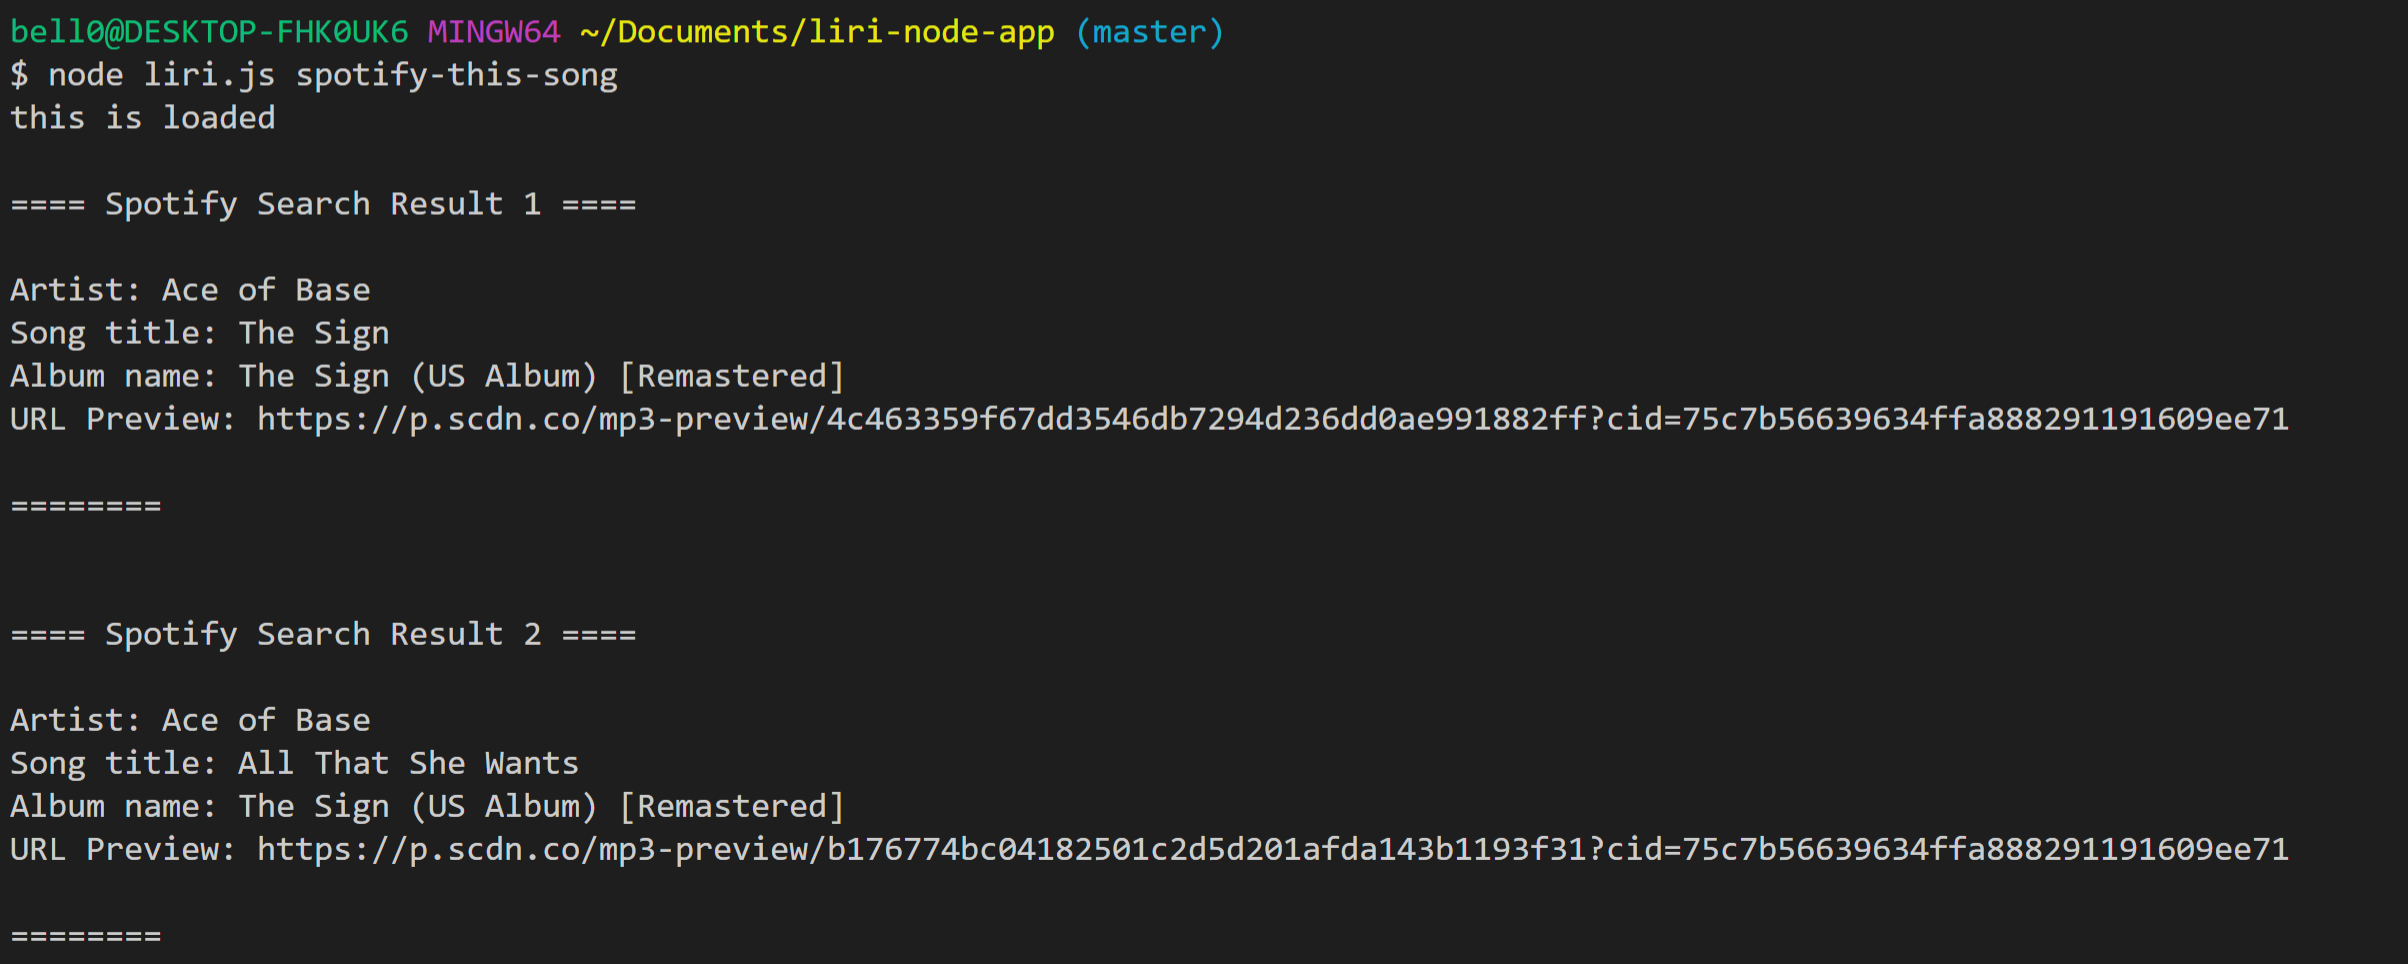 bell0@DESKTOP-FHK0UK6 MINGW64 ~/Documents/liri-node-app (master)
$ node liri.js spotify-this-song
this is loaded
==== Spotify Search Result 1 ====
Artist: Ace of Base
Song title: The Sign
Album name: The Sign (US Album) [Remastered]
URL Preview: https://p.scdn.co/mp3-preview/4c463359f67dd3546db7294d236dd0ae991882ff?cid=75c7b56639634ffa888291191609ee71
========
==== Spotify Search Result 2 ====
Artist: Ace of Base
Song title: All That She Wants
Album name: The Sign (US Album) [Remastered]
URL Preview: https://p.scdn.co/mp3-preview/b176774bc04182501c2d5d201afda143b1193f31?cid=75c7b56639634ffa888291191609ee71
========